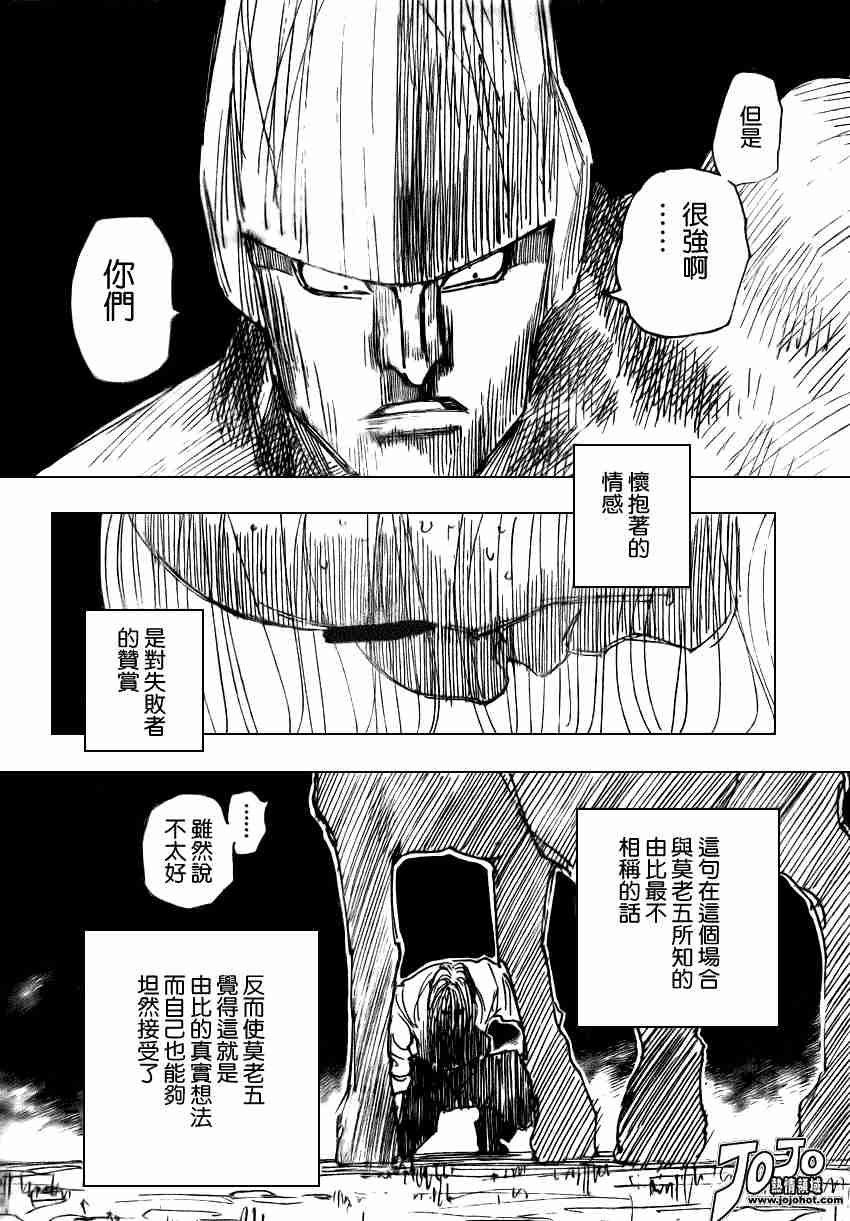 但是
很強啊
……
你們
懷抱著的
情感
是對失敗者
的贊賞
這句在這個場合
與莫老五所知的
由比最不
相稱的話
……
雖然說
不太好
反而使莫老五
覺得這就是
由比的真實想法
而自己也能夠
坦然接受了
JOJO
熱情領域
www.jojohot.com